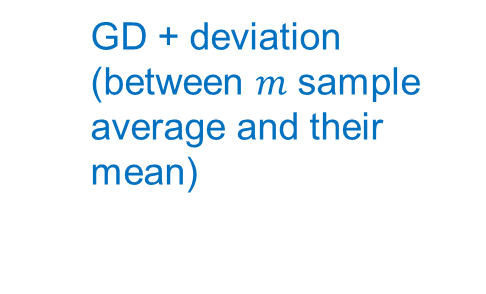 GD + deviation
(between 𝑚 sample
average and their
mean)